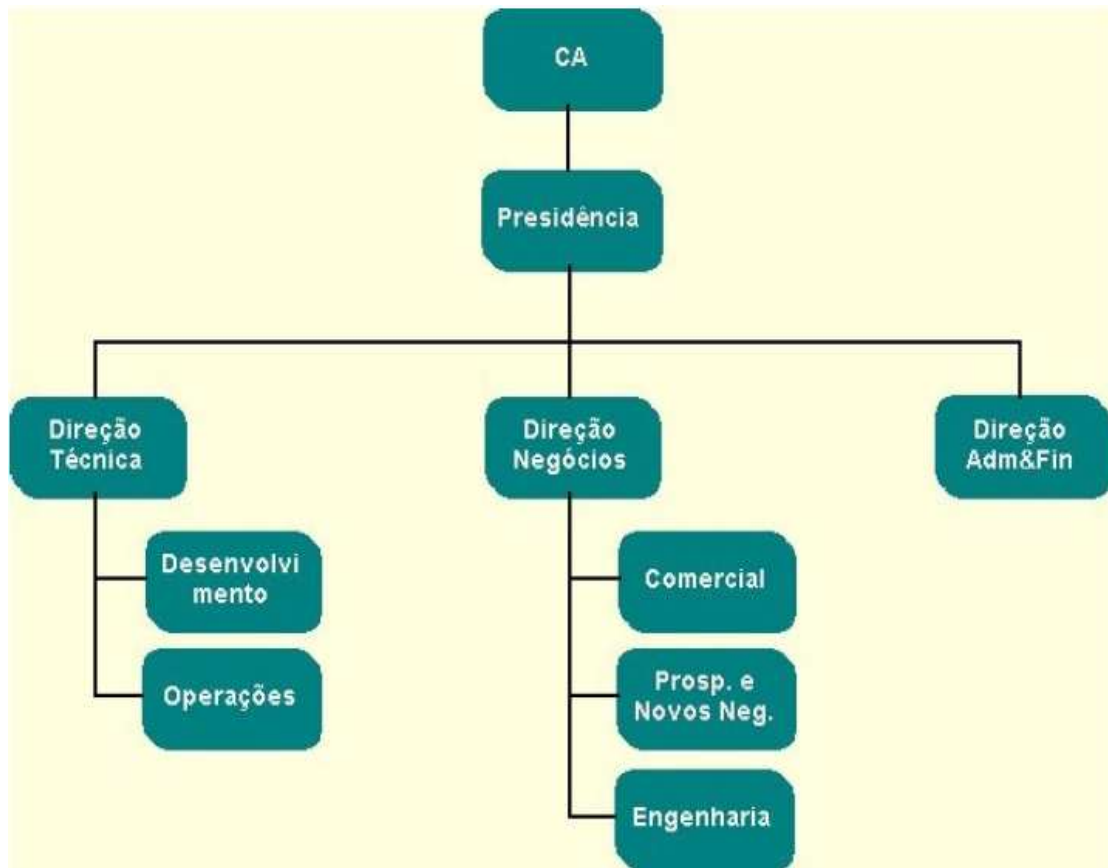 CA
Presidência
Direção
Técnica
Direção
Negócios
Direção
Adm&Fin
Desenvolvi
mento
Comercial
Operações
Prosp. e
Novos Neg.
Engenharia